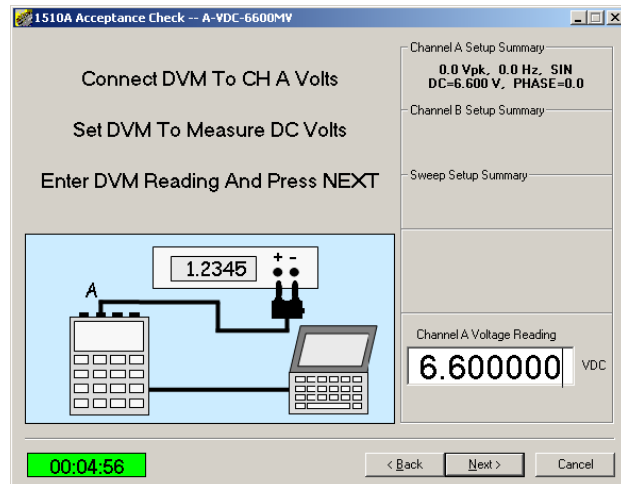 1510A Acceptance Check -- A-VDC-6600MV
Connect DVM To CH A Volts
Set DVM To Measure DC Volts
Enter DVM Reading And Press NEXT
Channel A Setup Summary
0.0 Vpk, 0.0 Hz, SIN
DC=6.600 V, PHASE=0.0
Channel B Setup Summary
Sweep Setup Summary
1.2345
+ -
A
Channel A Voltage Reading
6.600000 VDC
00:04:56
< Back
Next >
Cancel